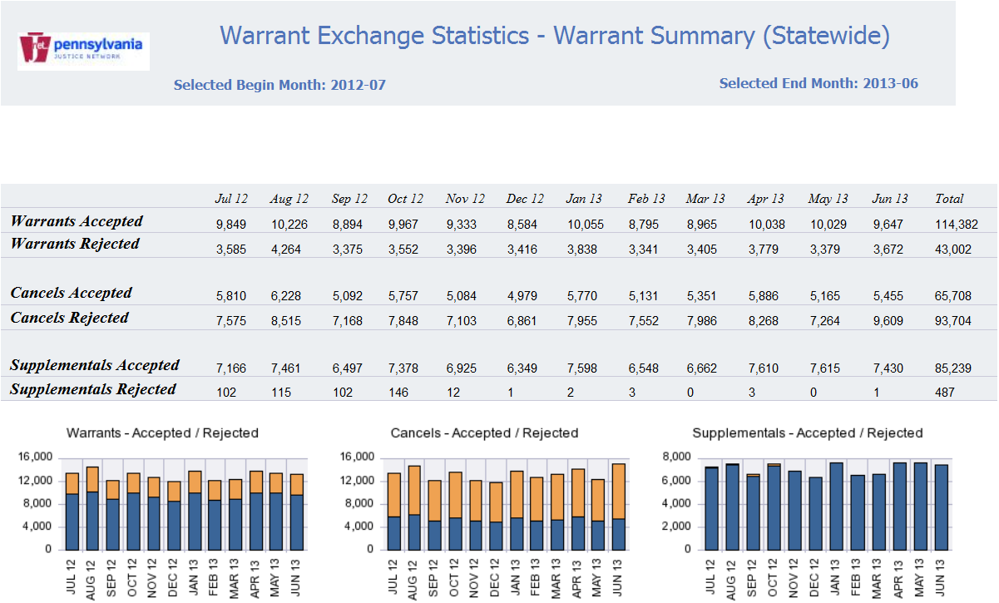 Warrant Exchange Statistics - Warrant Summary (Statewide)
Jnet pennsylvania
JUSTICE NETWORK
Selected Begin Month: 2012-07 Selected End Month: 2013-06
Jul 12 Aug 12 Sep 12 Oct 12 Nov 12 Dec 12 Jan 13 Feb 13 Mar 13 Apr 13 May 13 Jun 13 Total
Warrants Accepted 9,849 10,226 8,894 9,967 9,333 8,584 10,055 8,795 8,965 10,038 10,029 9,647 114,382
Warrants Rejected 3,585 4,264 3,375 3,552 3,396 3,416 3,838 3,341 3,405 3,779 3,379 3,672 43,002
Cancels Accepted 5,810 6,228 5,092 5,757 5,084 4,979 5,770 5,131 5,351 5,886 5,165 5,455 65,708
Cancels Rejected 7,575 8,515 7,168 7,848 7,103 6,861 7,955 7,552 7,986 8,268 7,264 9,609 93,704
Supplementals Accepted 7,166 7,461 6,497 7,378 6,925 6,349 7,598 6,548 6,662 7,610 7,615 7,430 85,239
Supplementals Rejected 102 115 102 146 12 1 2 3 0 3 0 1 487
Warrants - Accepted / Rejected
16,000
12,000
8,000
4,000
0
JUL 12 AUG 12 SEP 12 OCT 12 NOV 12 DEC 12 JAN 13 FEB 13 MAR 13 APR 13 MAY 13 JUN 13
Cancels - Accepted / Rejected
16,000
12,000
8,000
4,000
0
JUL 12 AUG 12 SEP 12 OCT 12 NOV 12 DEC 12 JAN 13 FEB 13 MAR 13 APR 13 MAY 13 JUN 13
Supplementals - Accepted / Rejected
8,000
6,000
4,000
2,000
0
JUL 12 AUG 12 SEP 12 OCT 12 NOV 12 DEC 12 JAN 13 FEB 13 MAR 13 APR 13 MAY 13 JUN 13